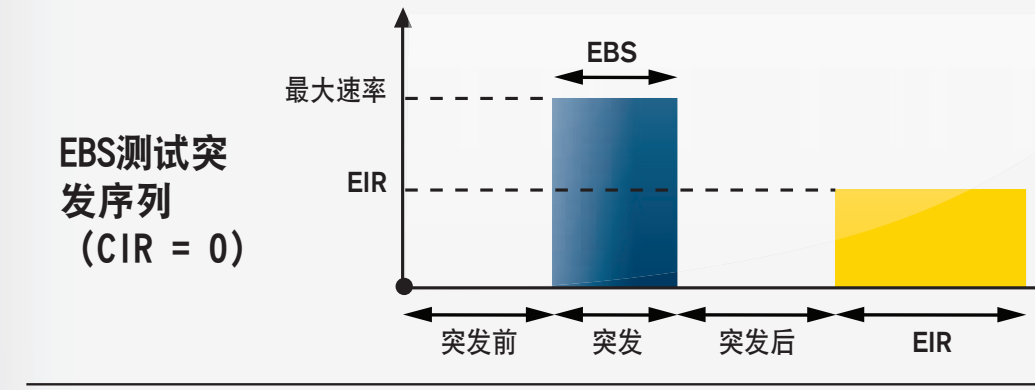 EBS
最大速率
EBS测试突
发序列
（CIR = 0）
EIR
突发前
突发
突发后
EIR